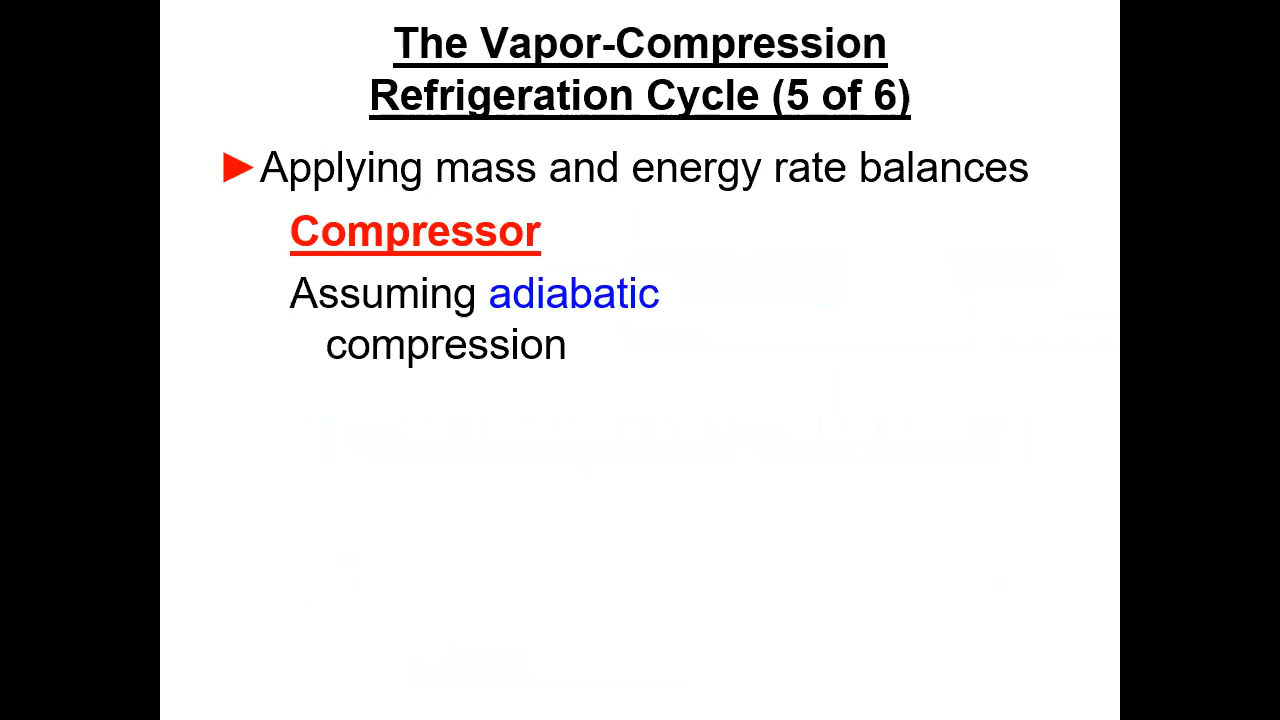 The Vapor-Compression
Refrigeration Cycle (5 of 6)
►Applying mass and energy rate balances
Compressor
Assuming adiabatic
compression